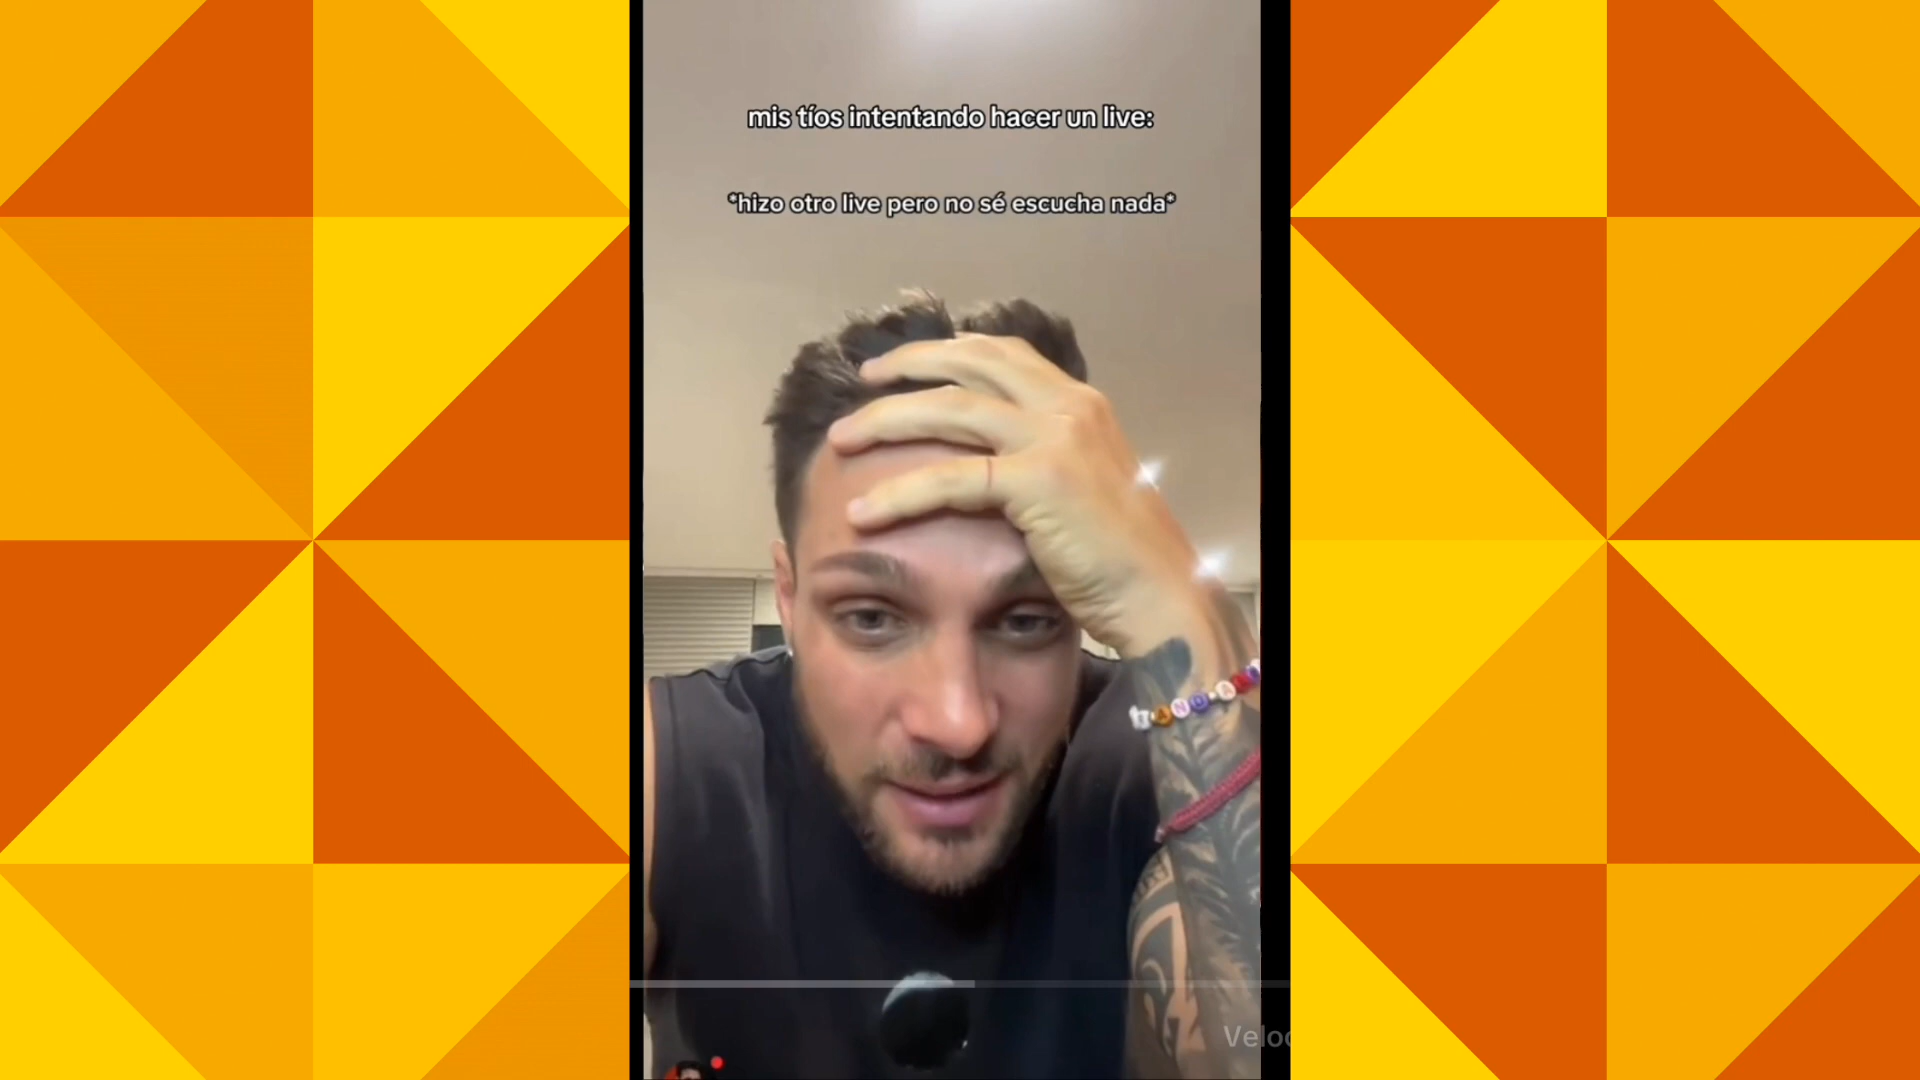 mis tíos intentando hacer un live:
*hizo otro live pero no sé escucha nada*